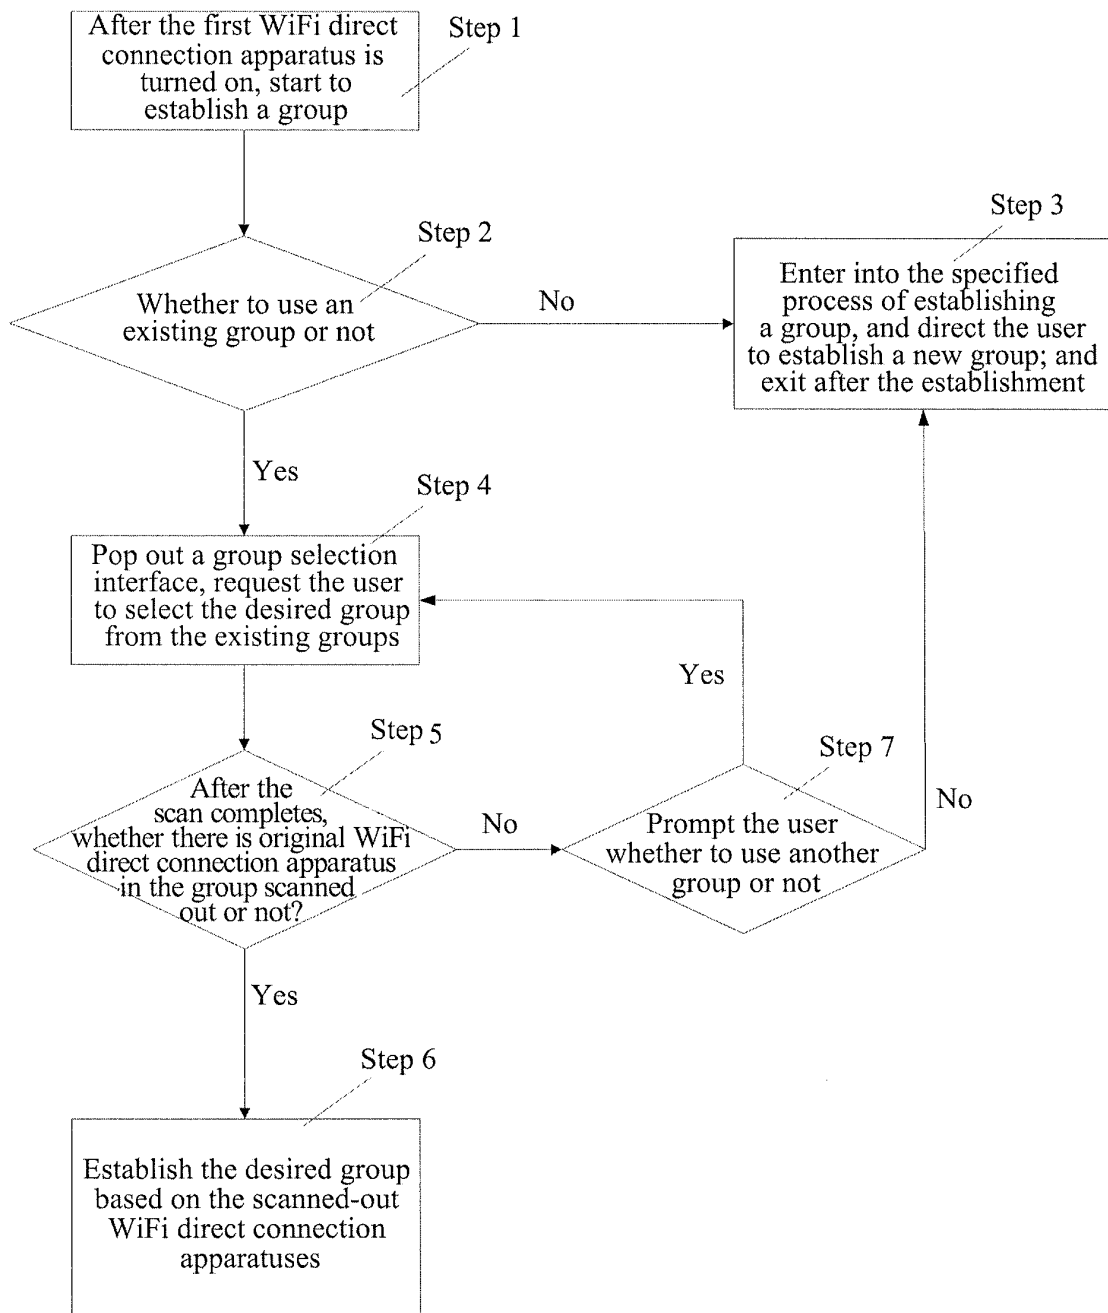 After the first WiFi direct
connection apparatus is
turned on, start to
establish a group
Step 1
Step 2
Whether to use an
existing group or not
No
Step 3
Enter into the specified
process of establishing
a group, and direct the user
to establish a new group; and
exit after the establishment
Yes
Step 4
Pop out a group selection
interface, request the user
to select the desired group
from the existing groups
Yes
Step 5
After the
scan completes,
whether there is original WiFi
direct connection apparatus
in the group scanned
out or not?
No
Step 7
Prompt the user
whether to use another
group or not
No
Yes
Step 6
Establish the desired group
based on the scanned-out
WiFi direct connection
apparatuses